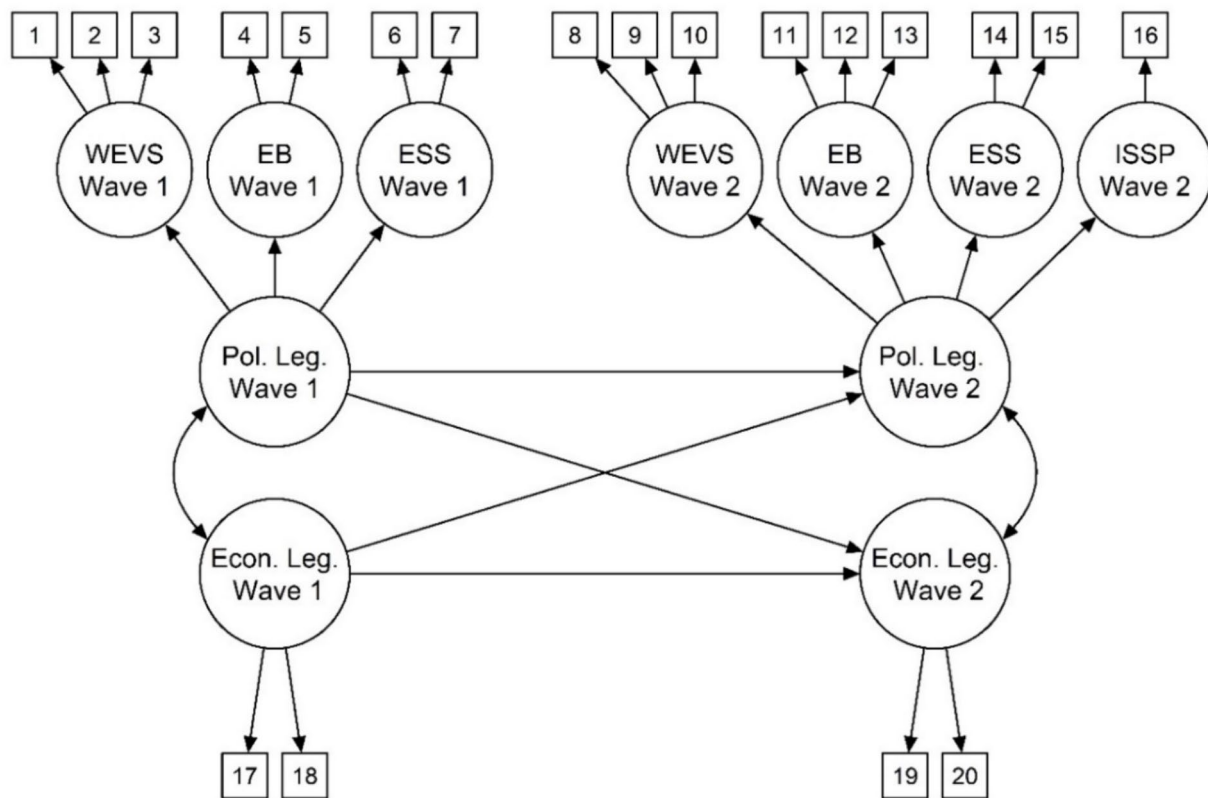 1 2 3 4 5 6 7 8 9 10 11 12 13 14 15 16
WEVS EB ESS WEVS EB ESS ISSP
Wave 1 Wave 1 Wave 1 Wave 2 Wave 2 Wave 2 Wave 2
Pol. Leg. Pol. Leg.
Wave 1 Wave 2
Econ. Leg. Econ. Leg.
Wave 1 Wave 2
17 18 19 20